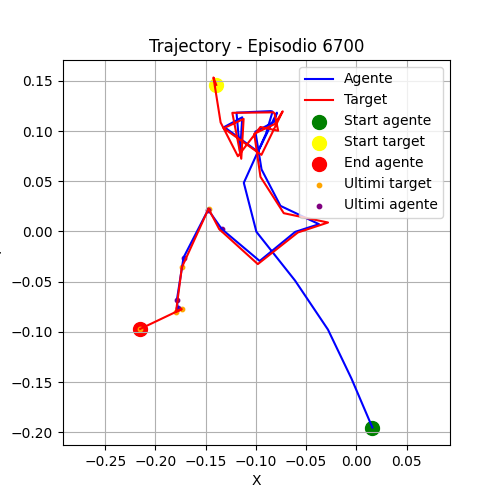 Trajectory - Episodio 6700
Agente
Target
Start agente
Start target
End agente
Ultimi target
Ultimi agente
0.15
0.10
0.05
0.00
−0.05
−0.10
−0.15
−0.20
−0.25
−0.20
−0.15
−0.10
−0.05
0.00
0.05
X